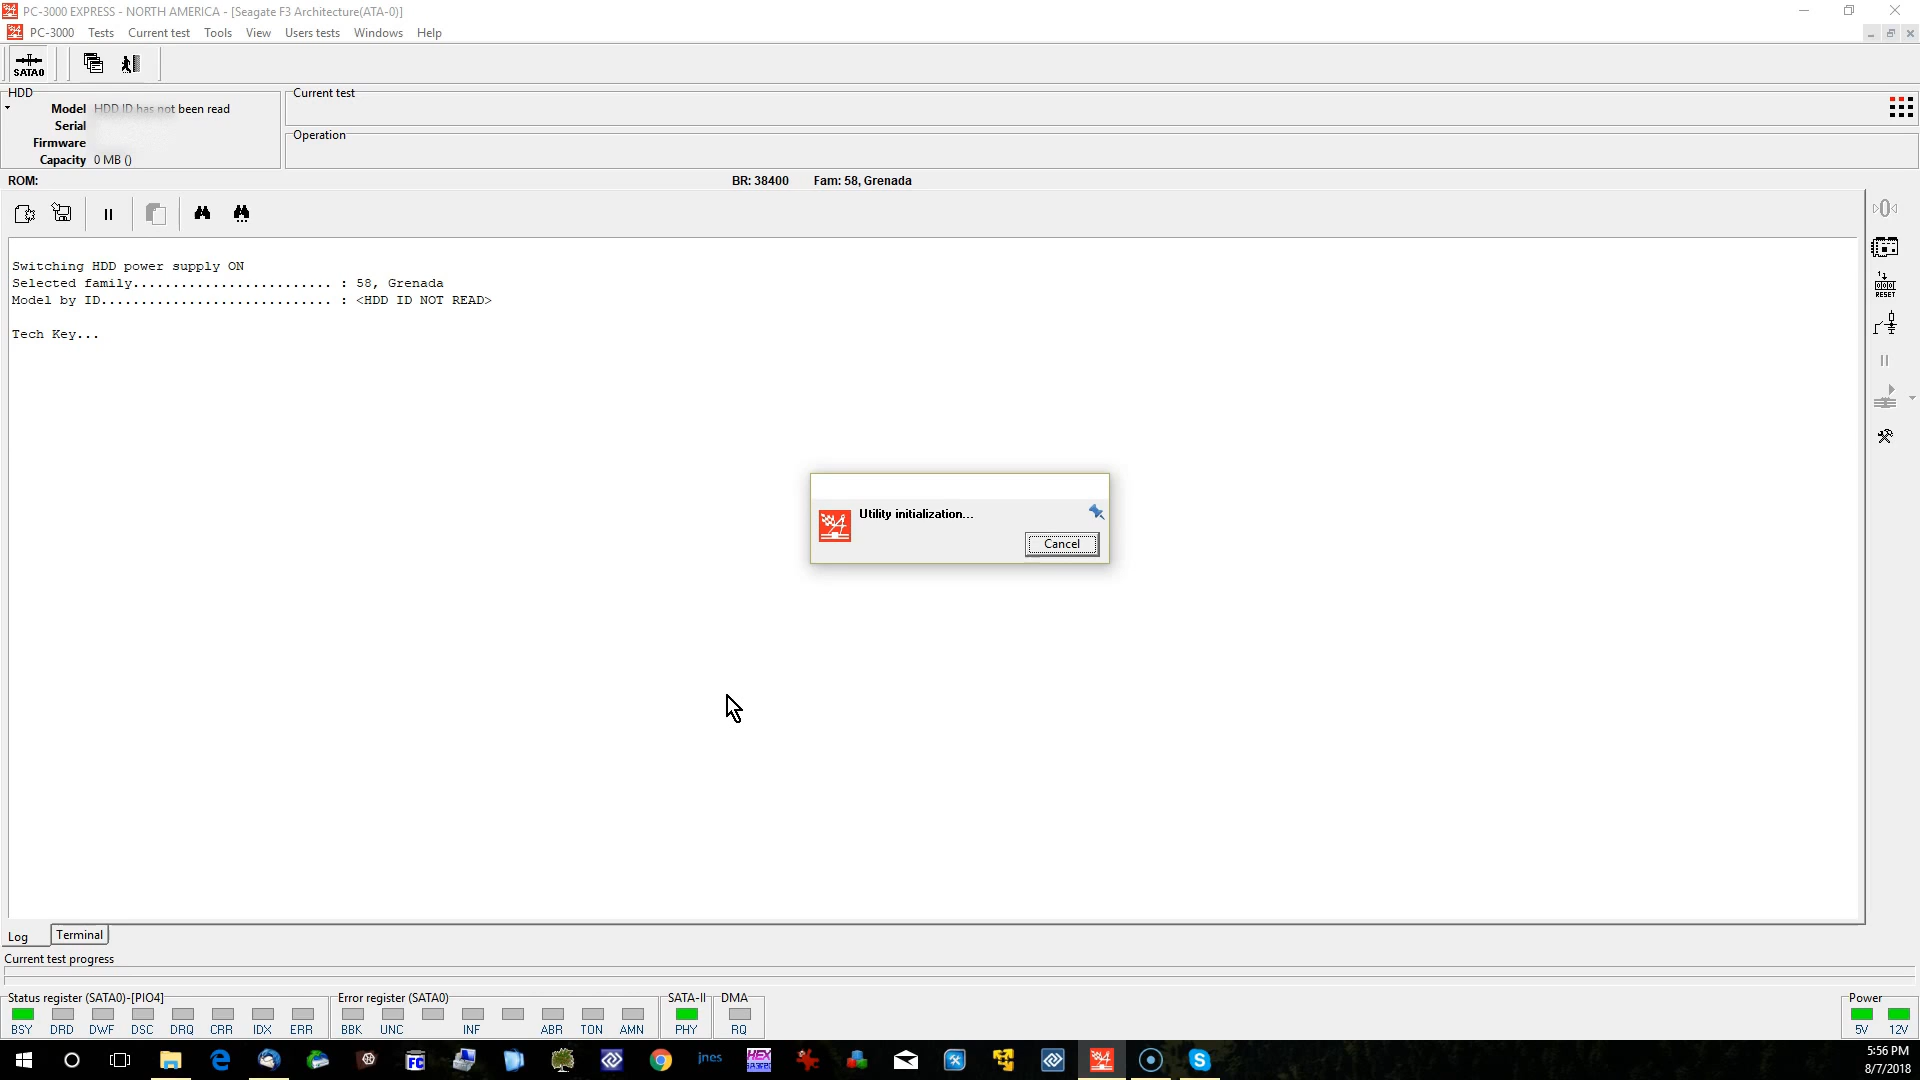 PC-3000 EXPRESS - NORTH AMERICA - [Seagate F3 Architecture(ATA-0)]
PC-3000 Tests Current test Tools View Users tests Windows Help
SATA0
HDD
Model HDD ID has not been read
Serial
Firmware
Capacity 0 MB ()
Current test
Operation
ROM:
BR: 38400 Fam: 58, Grenada
Switching HDD power supply ON
Selected family......................... : 58, Grenada
Model by ID............................. : <HDD ID NOT READ>
Tech Key...
Utility initialization...
Cancel
RESET
Log Terminal
Current test progress
Status register (SATA0)-[PIO4]
BSY DRD DWF DSC DRQ CRR IDX ERR
Error register (SATA0)
BBK UNC INF ABR TON AMN
SATA-II
PHY
DMA
RQ
Power
5V 12V
FC
jnes
HEX
5:56 PM
8/7/2018